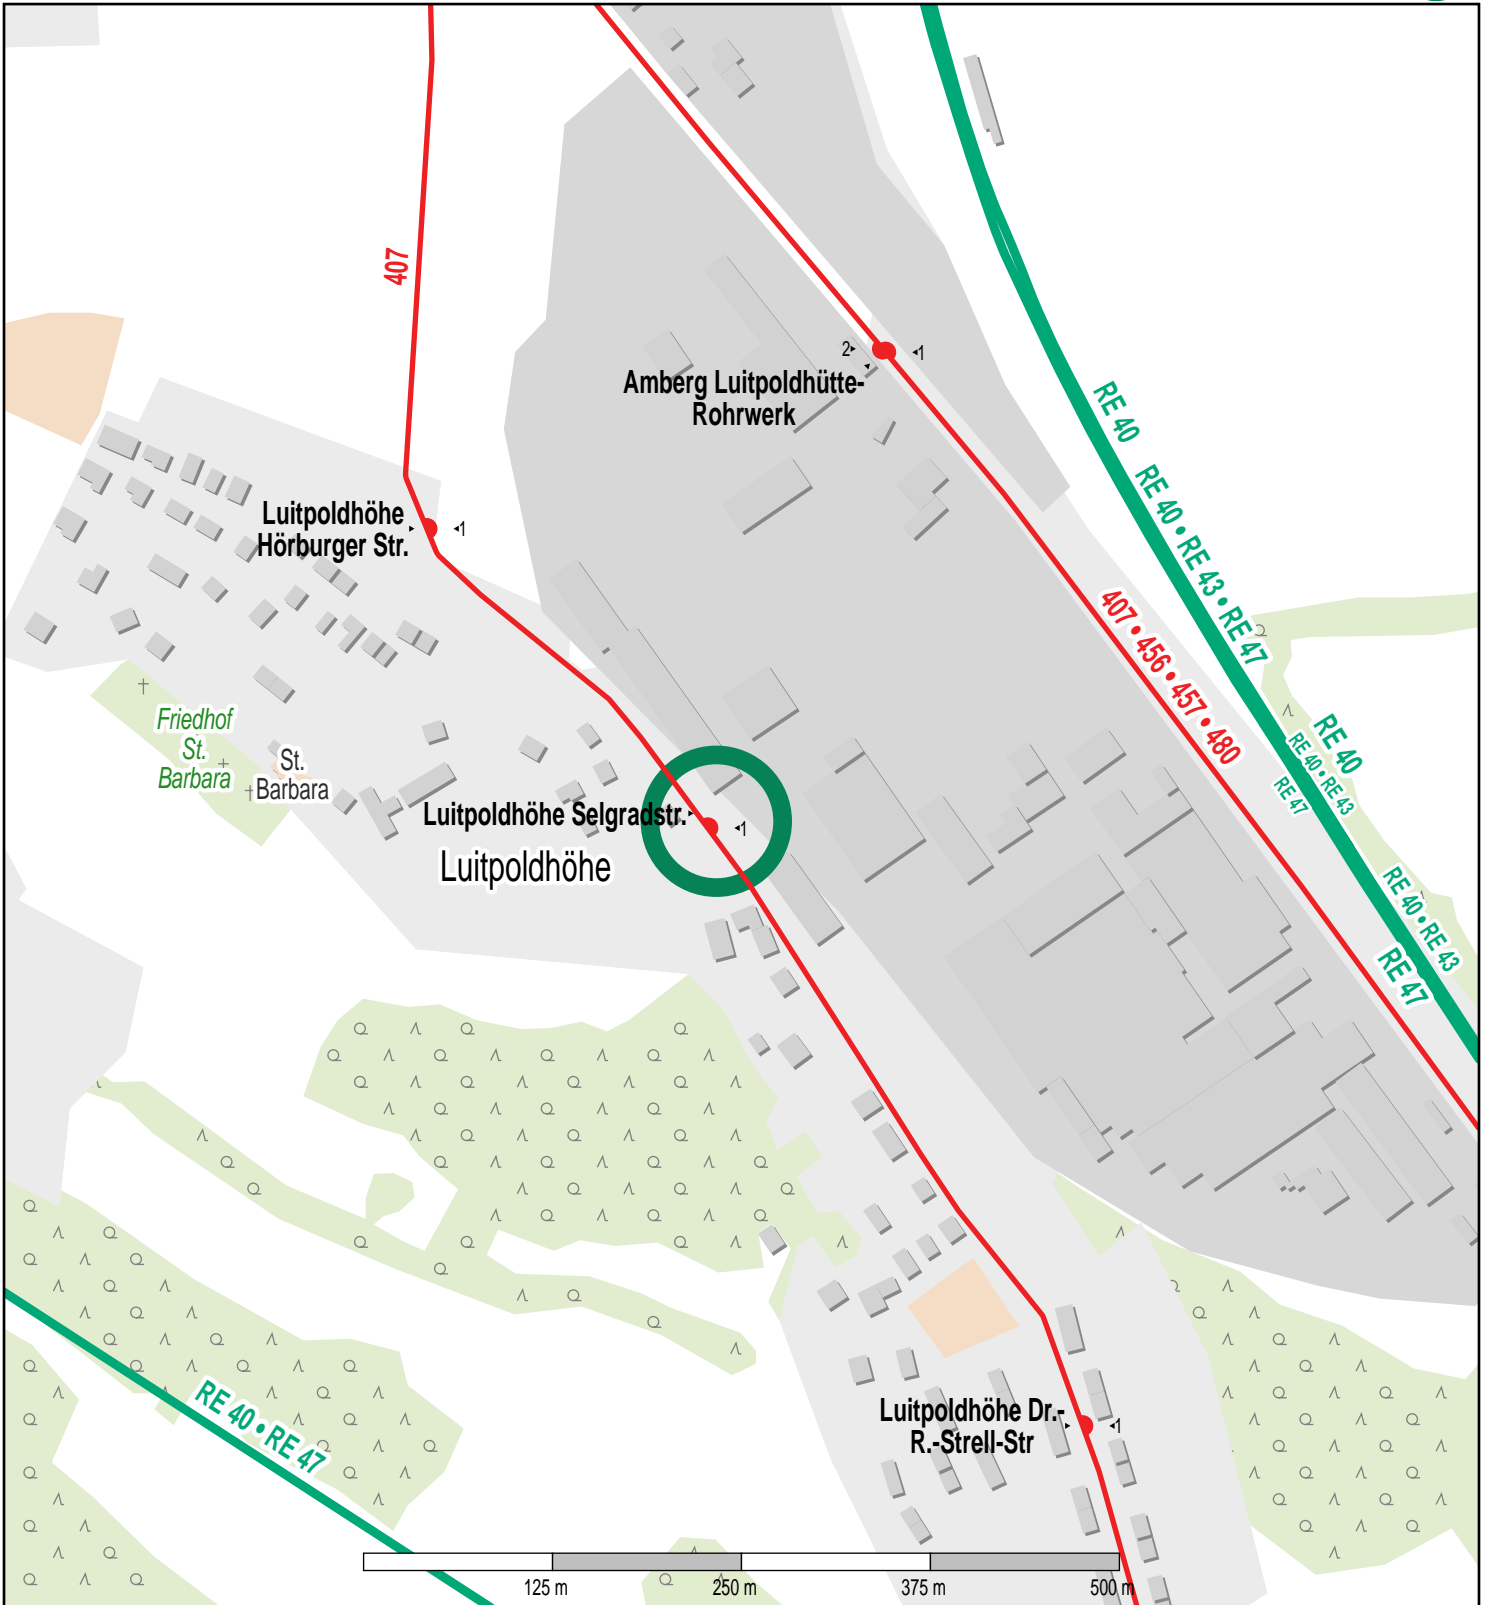 407
2
1
Amberg Luitpoldhütte-
Rohrwerk
RE 40
RE 40 • RE 43 • RE 47
Luitpoldhöhe
Hörburger Str.
1
407 • 456 • 457 • 480
Friedhof
St.
Barbara
St.
Barbara
RE 40
RE 40 • RE 43
RE 47
Luitpoldhöhe Selgradstr.
1
Luitpoldhöhe
RE 40 • RE 43
RE 47
Luitpoldhöhe Dr.-
R.-Strell-Str
1
RE 40 • RE 47
125 m
250 m
375 m
500 m